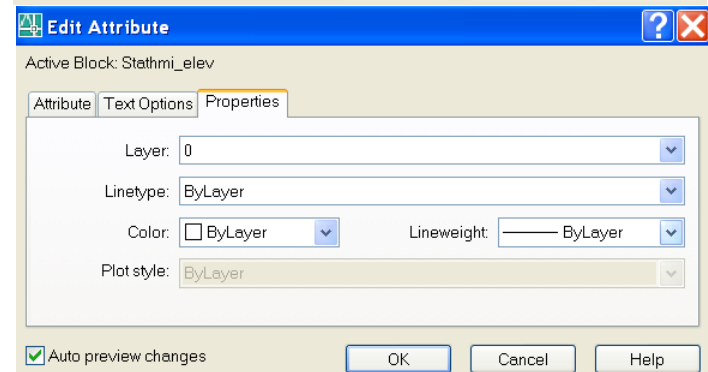 Edit Attribute
Active Block: Stathmi_elev
Attribute Text Options Properties
Layer: 0
Linetype: ByLayer
Color: ByLayer Lineweight: ByLayer
Plot style: ByLayer
Auto preview changes OK Cancel Help